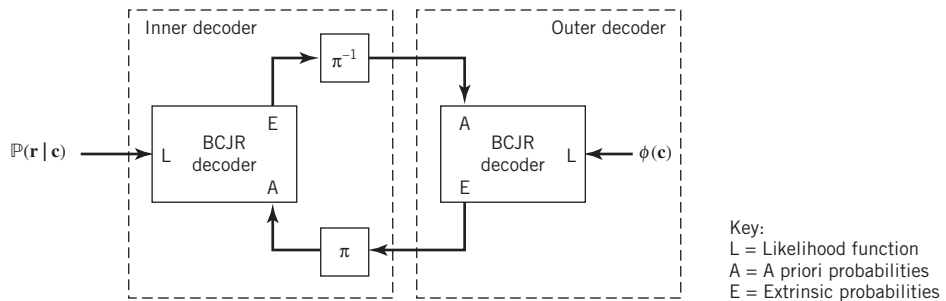 Inner decoder
Outer decoder
π⁻¹
E
A
BCJR
decoder
BCJR
decoder
ℙ(r | c)
L
L
ϕ(c)
A
E
π
Key:
L = Likelihood function
A = A priori probabilities
E = Extrinsic probabilities